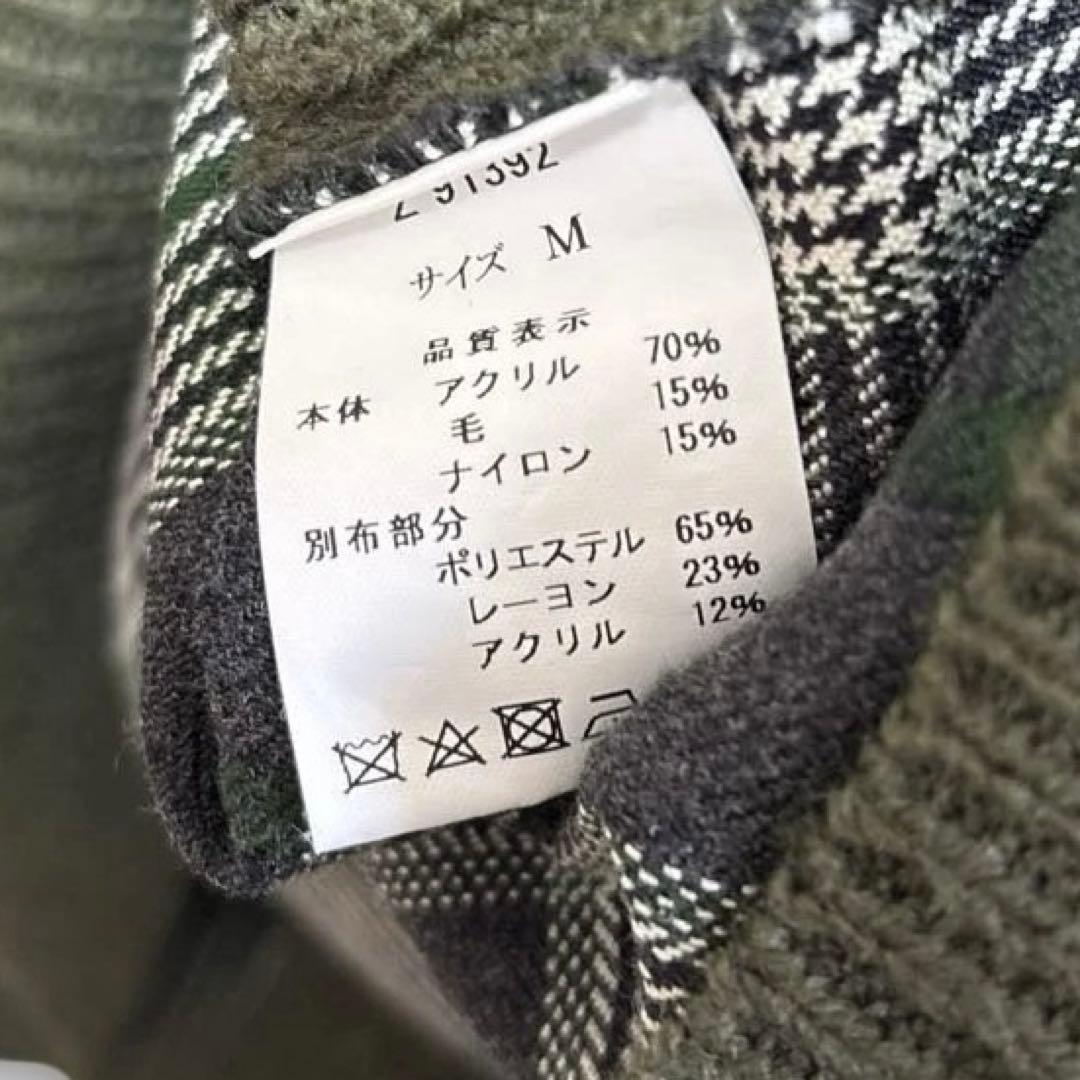 91392
サイズ M
品質表示
本体 アクリル 70%
毛 15%
ナイロン 15%
別布部分
ポリエステル 65%
レーヨン 23%
アクリル 12%